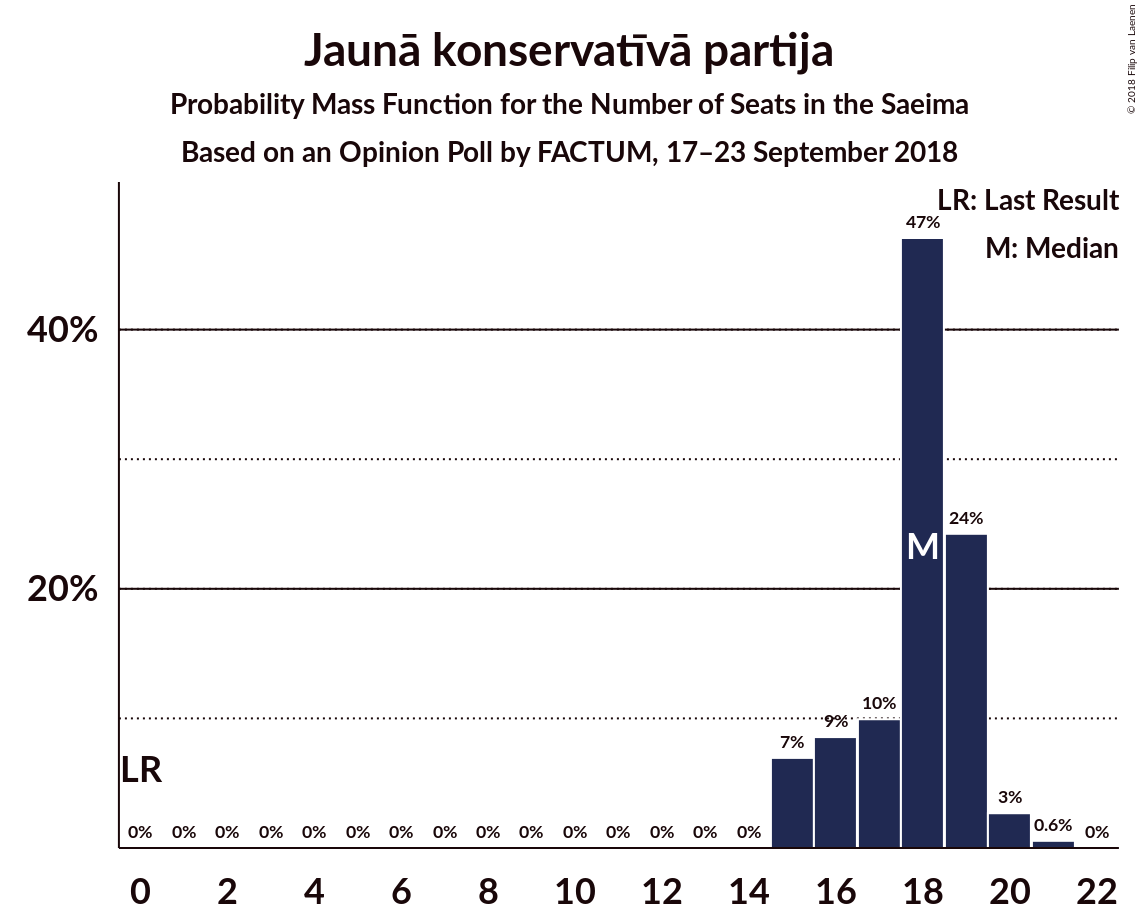 Jaunā konservatīvā partija
Probability Mass Function for the Number of Seats in the Saeima
Based on an Opinion Poll by FACTUM, 17–23 September 2018
© 2018 Filip van Laenen
LR: Last Result
M: Median
40%
20%
47%
24%
M
10%
9%
7%
3%
0.6%
LR
0% 0% 0% 0% 0% 0% 0% 0% 0% 0% 0% 0% 0% 0% 0% 0%
0 2 4 6 8 10 12 14 16 18 20 22